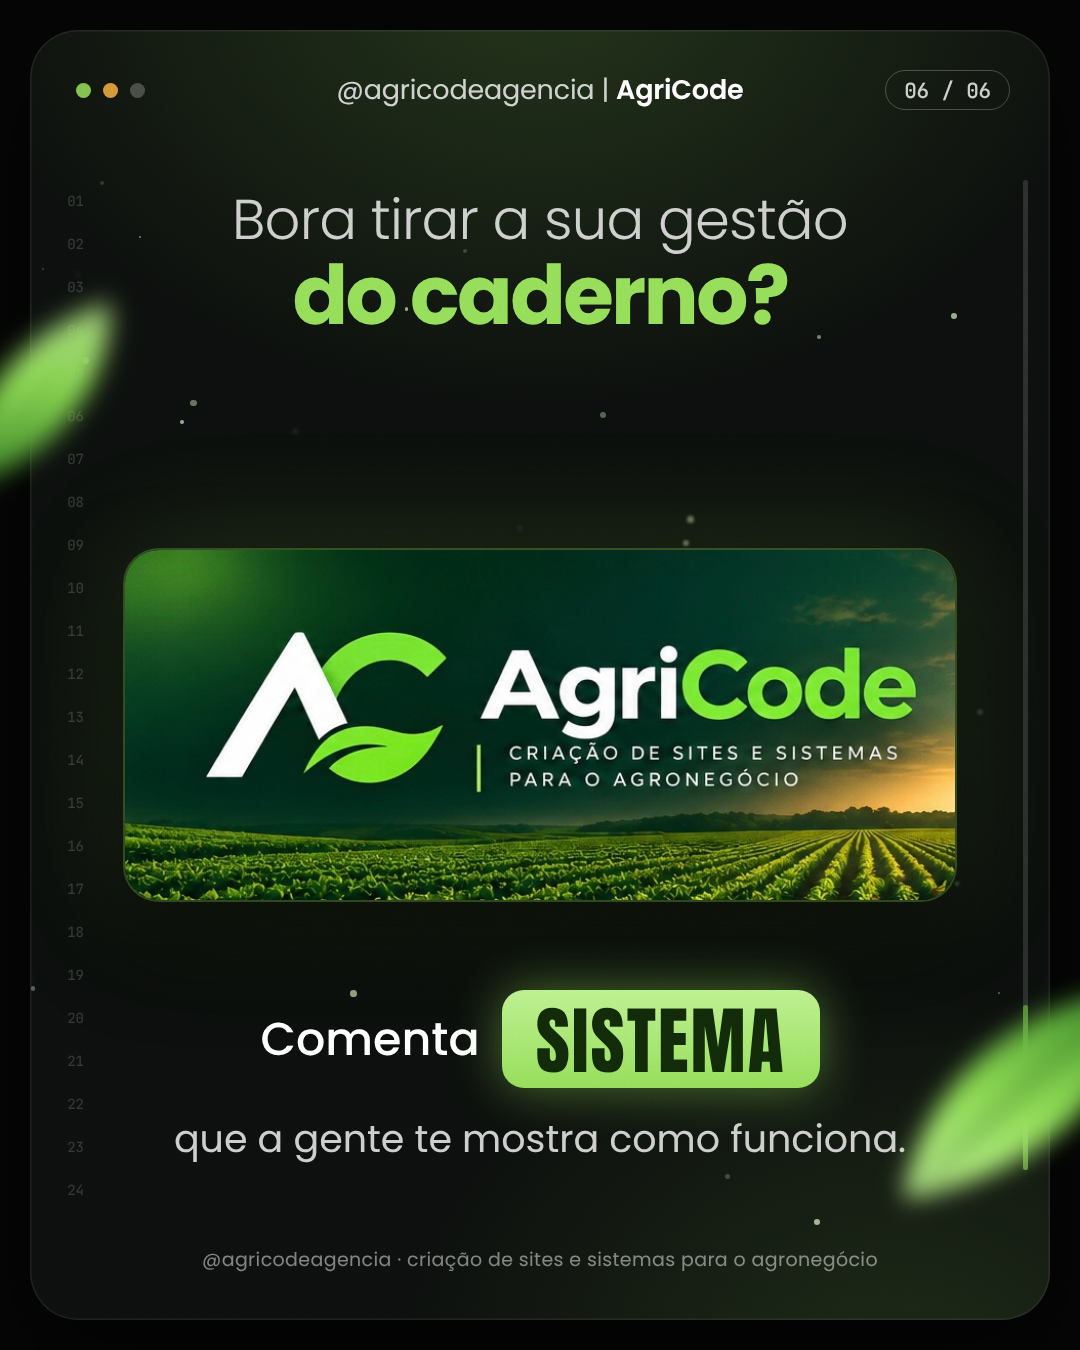 @agricodeagencia | AgriCode
06 / 06
Bora tirar a sua gestão
do caderno?
01
02
03
06
07
08
09
10
11
12
13
14
15
16
17
18
19
20
21
22
23
24
AC
AgriCode
CRIAÇÃO DE SITES E SISTEMAS
PARA O AGRONEGÓCIO
Comenta SISTEMA
que a gente te mostra como funciona.
@agricodeagencia · criação de sites e sistemas para o agronegócio